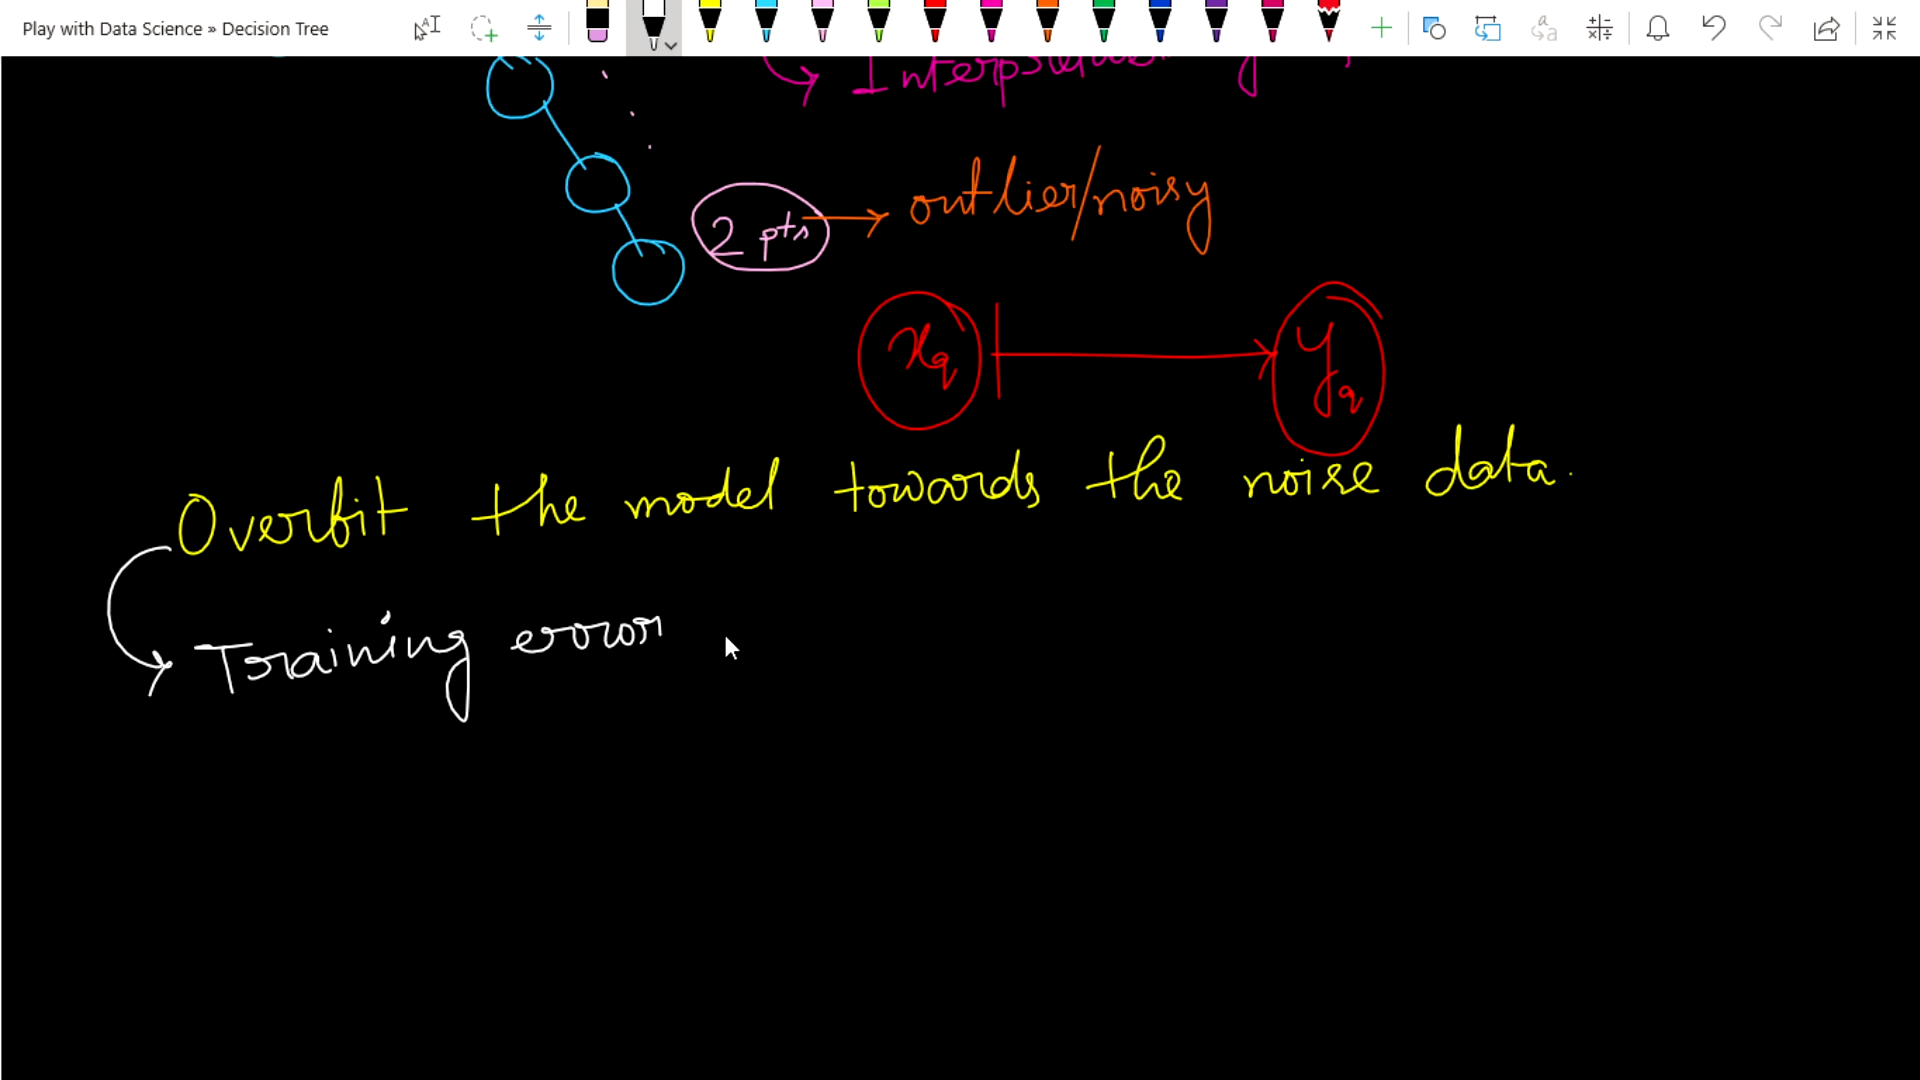 Play with Data Science » Decision Tree
2 pts → outlier/noisy
xq → yq
Overfit the model towards the noise data.
Training error